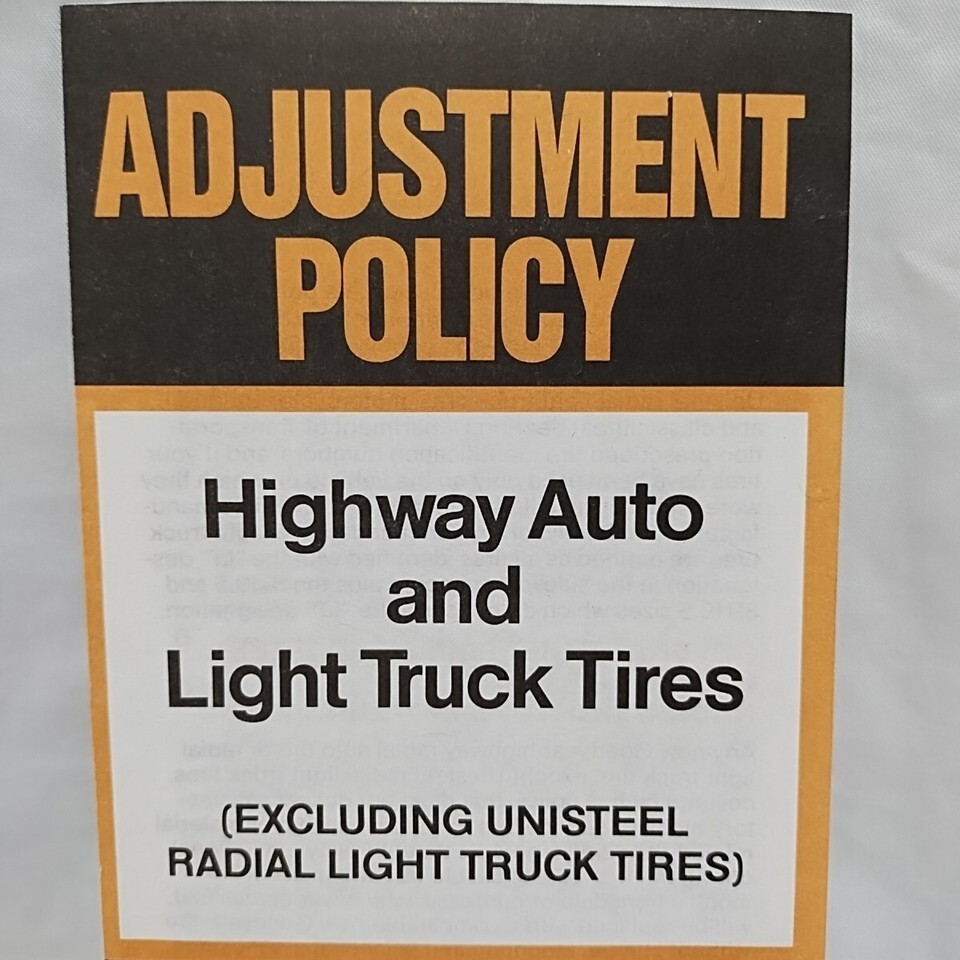 ADJUSTMENT
POLICY
Highway Auto
and
Light Truck Tires
(EXCLUDING UNISTEEL
RADIAL LIGHT TRUCK TIRES)